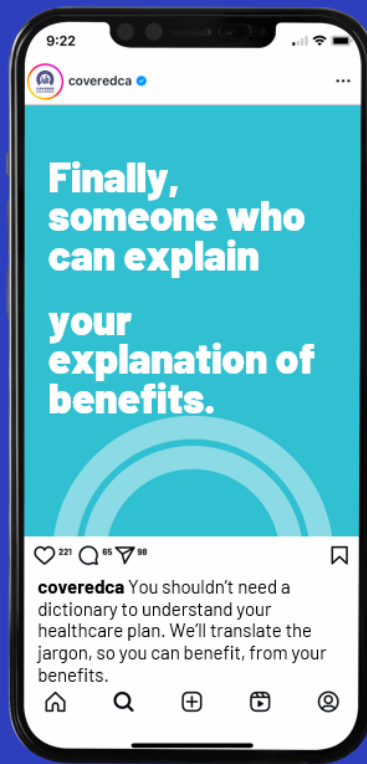 9:22
coveredca
Finally,
someone who
can explain
your
explanation of
benefits.
221 65 98
coveredca You shouldn't need a
dictionary to understand your
healthcare plan. We'll translate the
jargon, so you can benefit, from your
benefits.